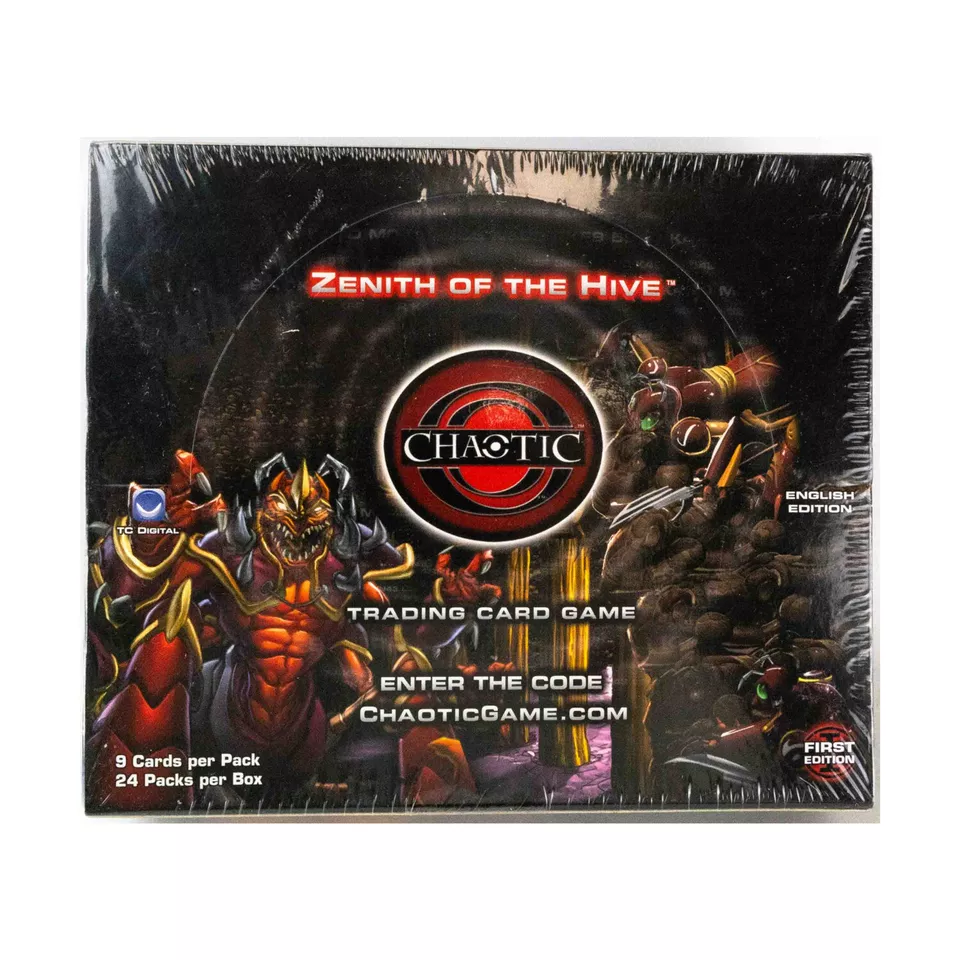 ZENITH OF THE HIVE™
CHAOTIC™
TC DIGITAL
ENGLISH
EDITION
TRADING CARD GAME
ENTER THE CODE
CHAOTICGAME.COM
9 Cards per Pack
24 Packs per Box
FIRST
EDITION